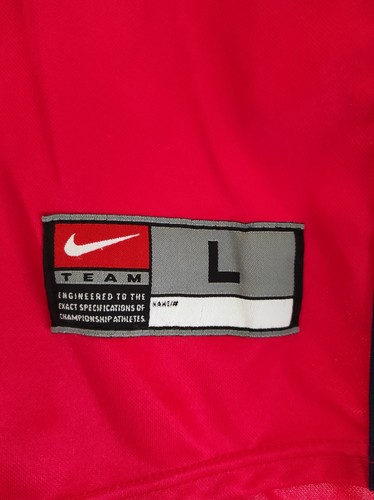 TEAM
L
ENGINEERED TO THE
EXACT SPECIFICATIONS OF
CHAMPIONSHIP ATHLETES.
NAME/#